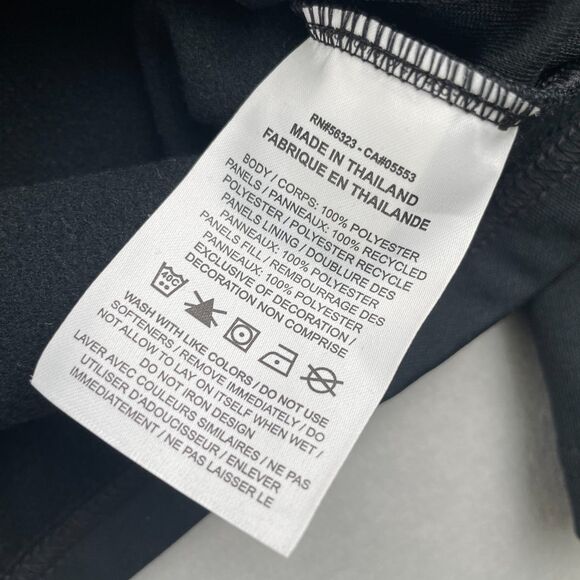 RN#56323 - CA#05553
MADE IN THAILAND
FABRIQUE EN THAILANDE
BODY / CORPS: 100% POLYESTER
PANELS / PANNEAUX: 100% RECYCLED
POLYESTER / POLYESTER RECYCLE
PANELS LINING / DOUBLURE DES
PANNEAUX: 100% POLYESTER
PANELS FILL / REMBOURRAGE DES
PANNEAUX: 100% POLYESTER
EXCLUSIVE OF DECORATION /
DECORATION NON COMPRISE
40C
WASH WITH LIKE COLORS / DO NOT USE
SOFTENERS / REMOVE IMMEDIATELY / DO
NOT ALLOW TO LAY ON ITSELF WHEN WET /
DO NOT IRON DESIGN
LAVER AVEC COULEURS SIMILAIRES / NE PAS
UTILISER D'ADOUCISSEUR / ENLEVER
IMMEDIATEMENT / NE PAS LAISSER LE